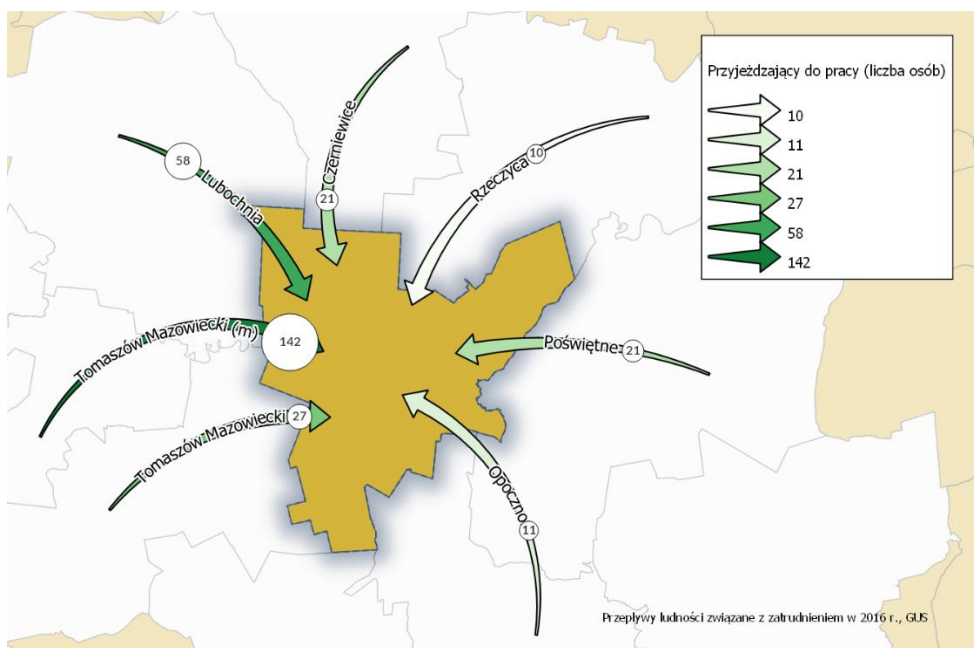 Przyjeżdzający do pracy (liczba osób)
10
11
21
27
58
142
Czerniewice
21
Rzeczyca
10
Lubochnia
58
Tomaszów Mazowiecki (m)
142
Poświętne
21
Tomaszów Mazowiecki
27
Opoczno
11
Przepływy ludności związane z zatrudnieniem w 2016 r., GUS